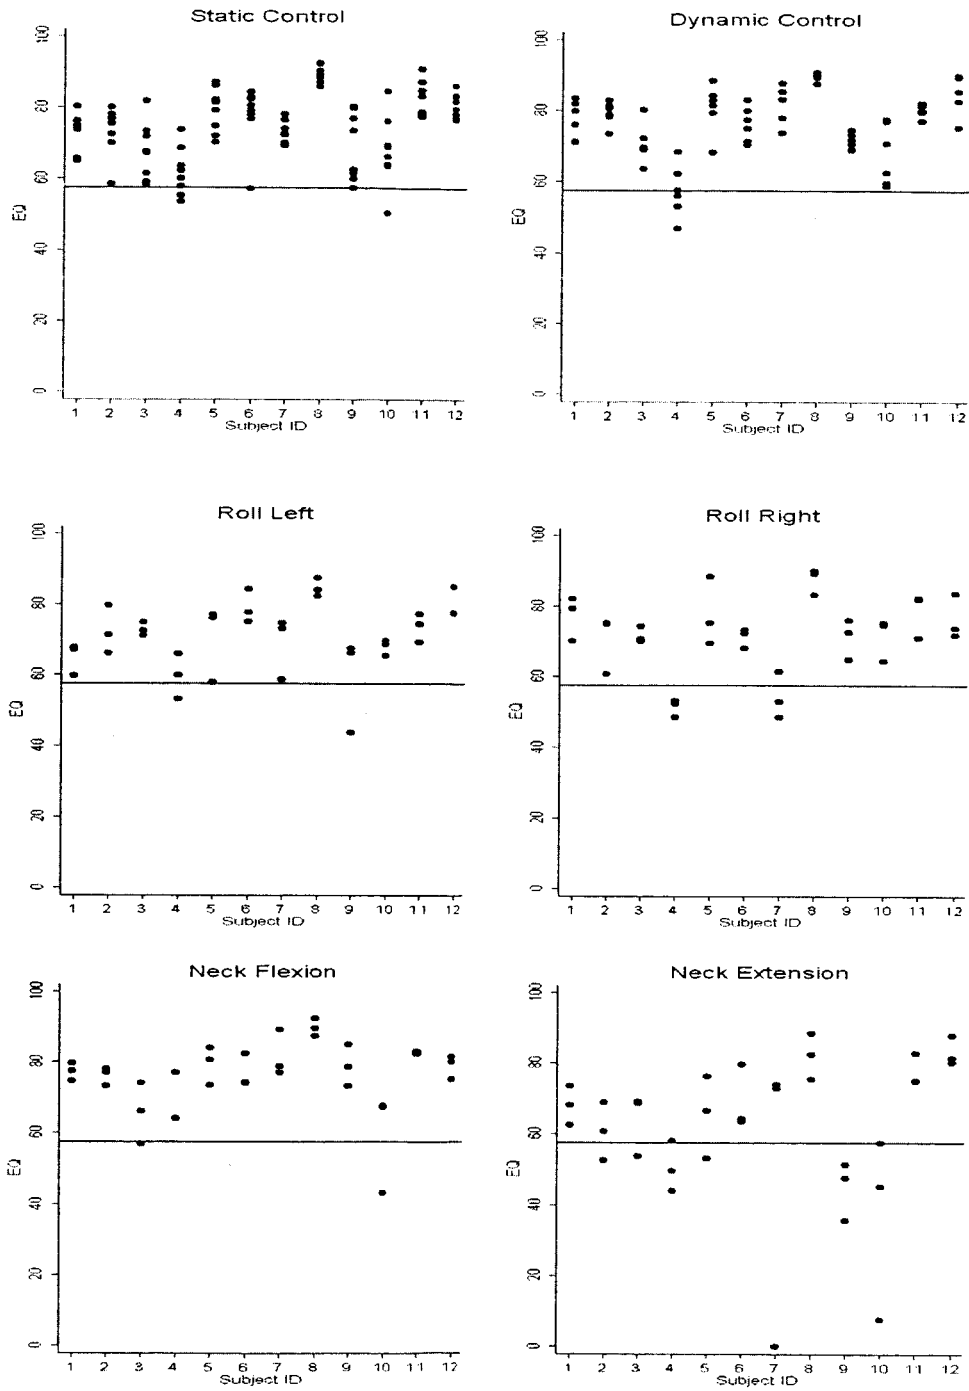 Static Control
100
80
60
40
20
0
EQ
1 2 3 4 5 6 7 8 9 10 11 12
Subject ID
Dynamic Control
100
80
60
40
20
0
EQ
1 2 3 4 5 6 7 8 9 10 11 12
Subject ID
Roll Left
100
80
60
40
20
0
EQ
1 2 3 4 5 6 7 8 9 10 11 12
Subject ID
Roll Right
100
80
60
40
20
0
EQ
1 2 3 4 5 6 7 8 9 10 11 12
Subject ID
Neck Flexion
100
80
60
40
20
0
EQ
1 2 3 4 5 6 7 8 9 10 11 12
Subject ID
Neck Extension
100
80
60
40
20
0
EQ
1 2 3 4 5 6 7 8 9 10 11 12
Subject ID